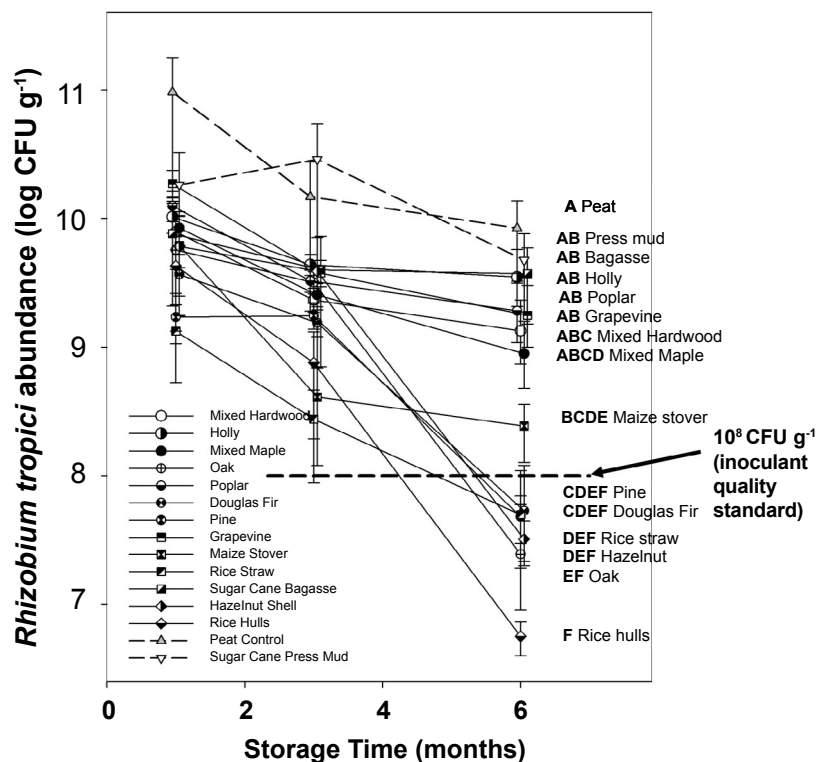 Rhizobium tropici abundance (log CFU g⁻¹)
11
10
9
8
7
6
0
2
4
6
Storage Time (months)
A Peat
AB Press mud
AB Bagasse
AB Holly
AB Poplar
AB Grapevine
ABC Mixed Hardwood
ABCD Mixed Maple
BCDE Maize stover
10⁸ CFU g⁻¹
(inoculant
quality
standard)
CDEF Pine
CDEF Douglas Fir
DEF Rice straw
DEF Hazelnut
EF Oak
F Rice hulls
Mixed Hardwood
Holly
Mixed Maple
Oak
Poplar
Douglas Fir
Pine
Grapevine
Maize Stover
Rice Straw
Sugar Cane Bagasse
Hazelnut Shell
Rice Hulls
Peat Control
Sugar Cane Press Mud